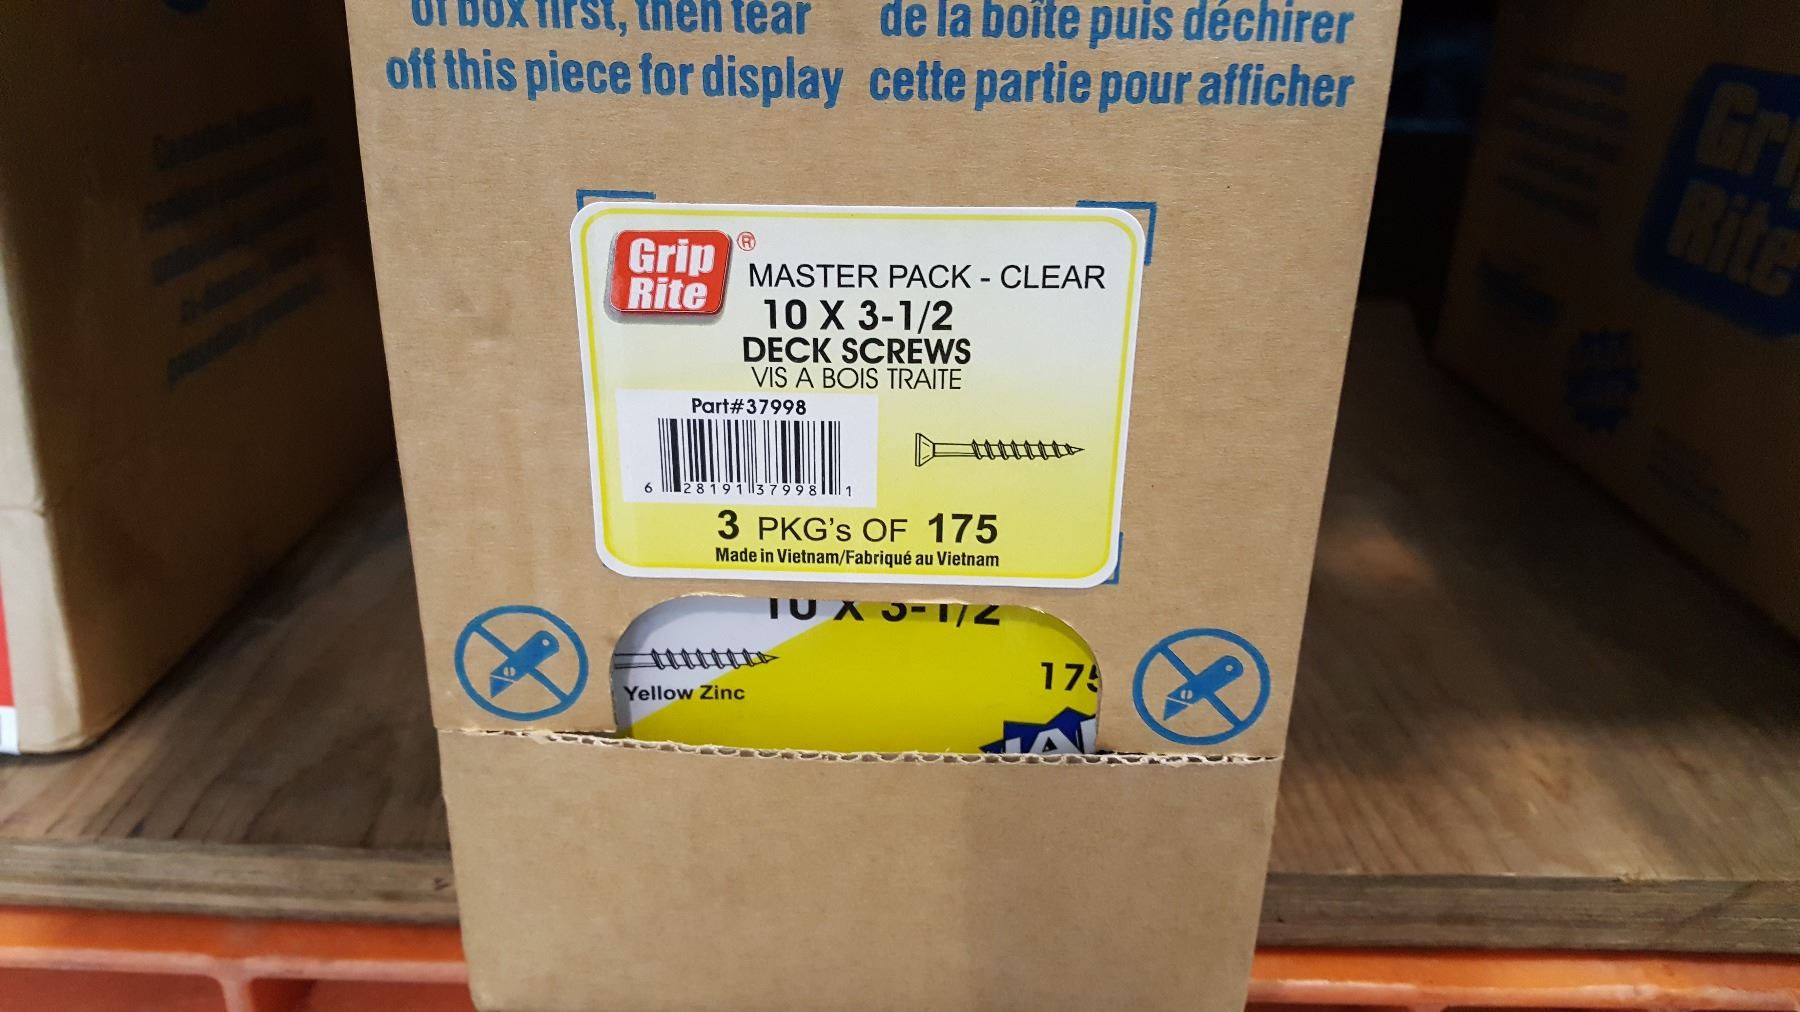 of box first, then tear
off this piece for display
de la boîte puis déchirer
cette partie pour afficher
Grip
Rite
®
MASTER PACK - CLEAR
10 X 3-1/2
DECK SCREWS
VIS A BOIS TRAITE
Part#37998
6 28191 37998 1
3 PKG's OF 175
Made in Vietnam/Fabriqué au Vietnam
10 X 3-1/2
Yellow Zinc
175
Grip
Rite